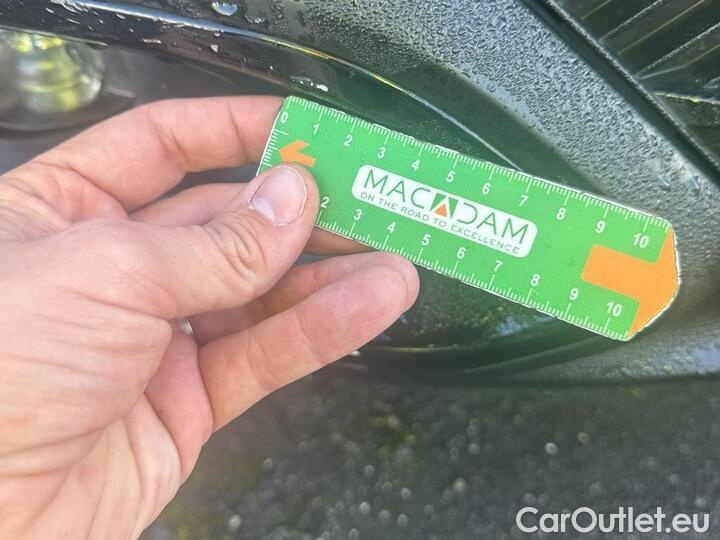 0 1 2 3 4 5 6 7 8 9 10
MACADAM
ON THE ROAD TO EXCELLENCE
2 3 4 5 6 7 8 9 10
CarOutlet.eu